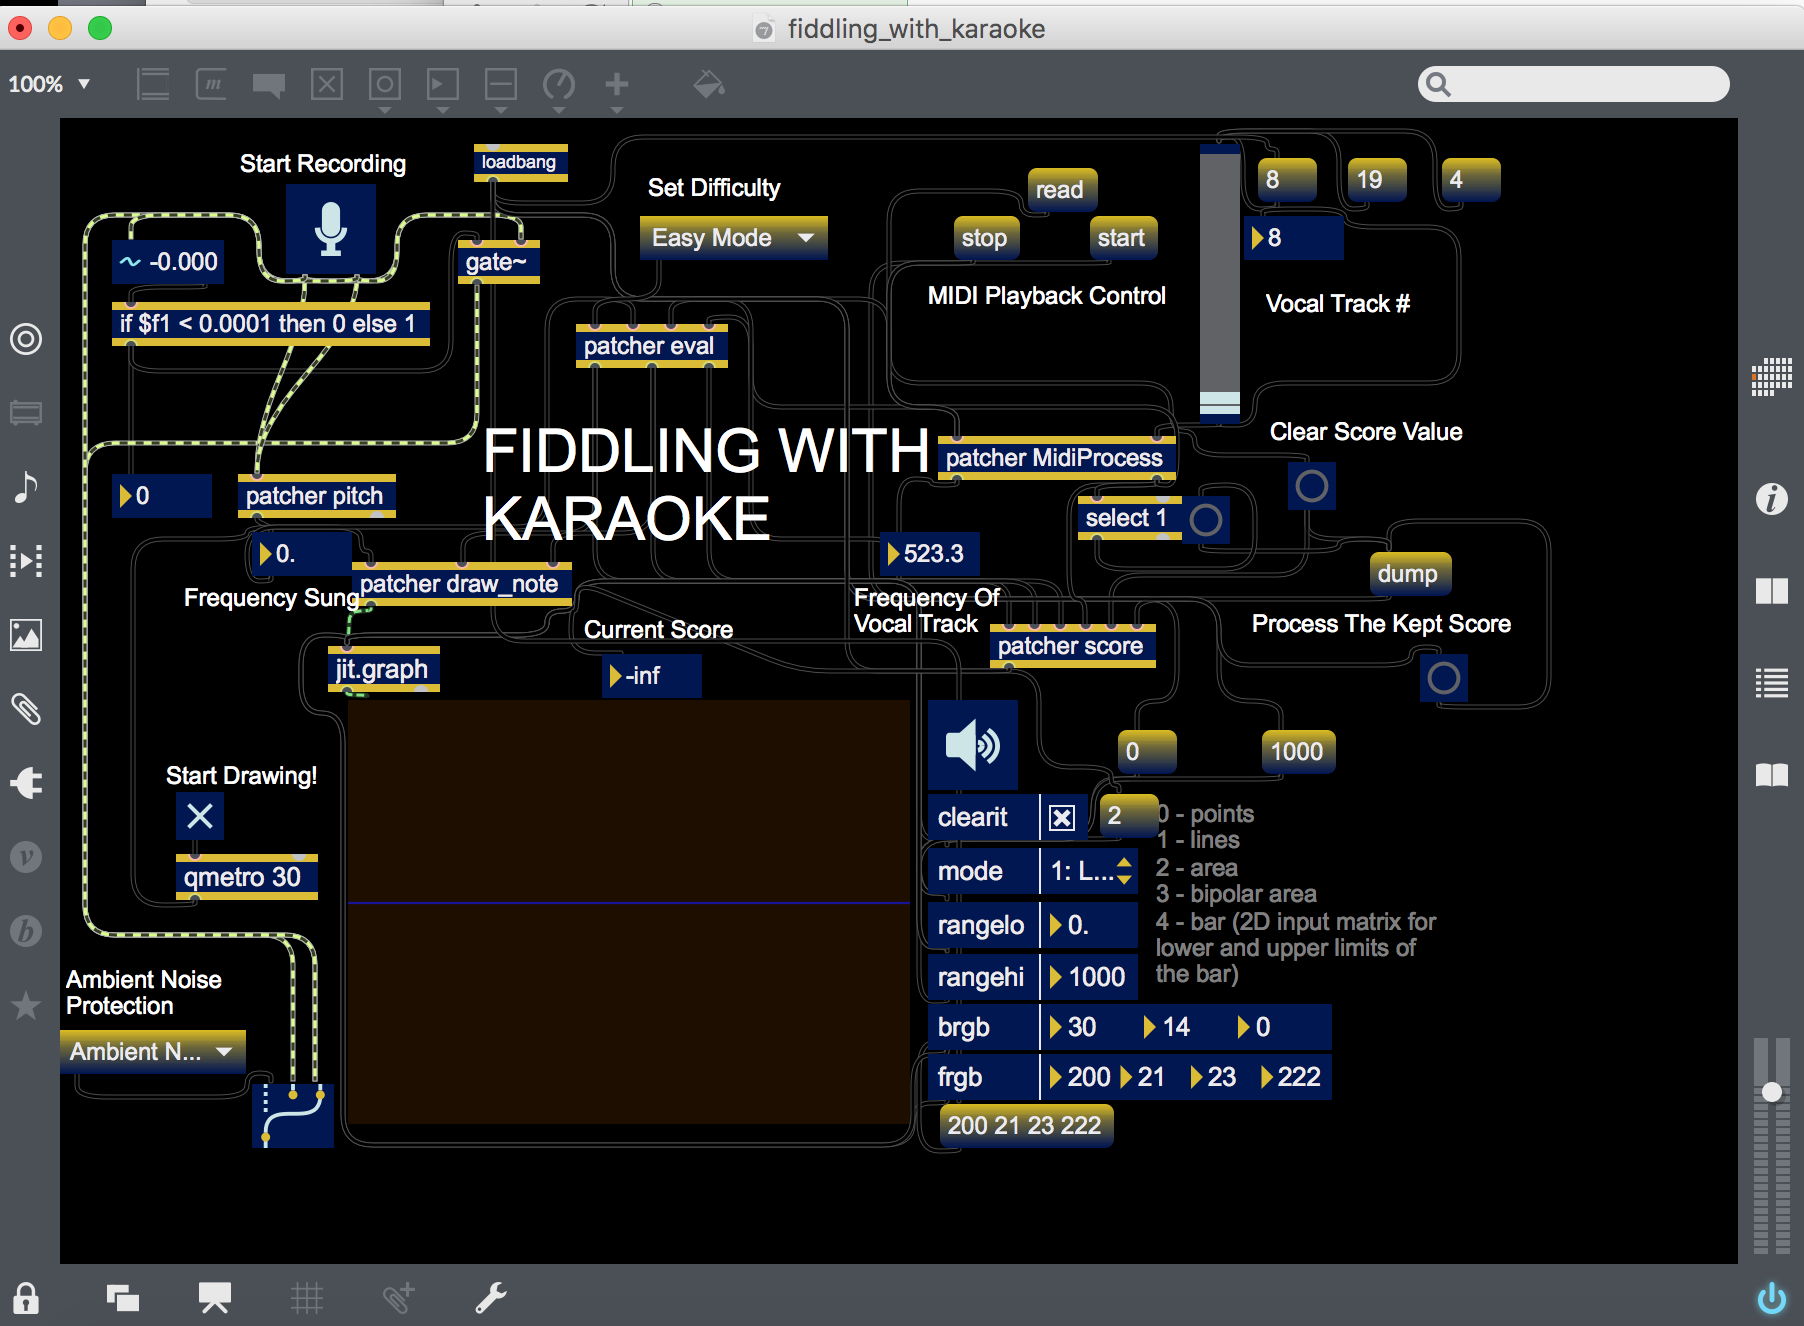 fiddling_with_karaoke
100%
Start Recording
loadbang
Set Difficulty
Easy Mode
read
stop
start
MIDI Playback Control
8
19
4
8
Vocal Track #
~ -0.000
gate~
if $f1 < 0.0001 then 0 else 1
patcher eval
FIDDLING WITH
KARAOKE
patcher MidiProcess
Clear Score Value
0
patcher pitch
select 1
0.
523.3
dump
patcher draw_note
Frequency Sung
Frequency Of
Vocal Track
Current Score
patcher score
Process The Kept Score
jit.graph
-inf
0
1000
Start Drawing!
qmetro 30
clearit
2
0 - points
1 - lines
2 - area
3 - bipolar area
4 - bar (2D input matrix for
lower and upper limits of
the bar)
mode
1: L...
rangelo
0.
rangehi
1000
brgb
30
14
0
frgb
200
21
23
222
200 21 23 222
Ambient Noise
Protection
Ambient N...